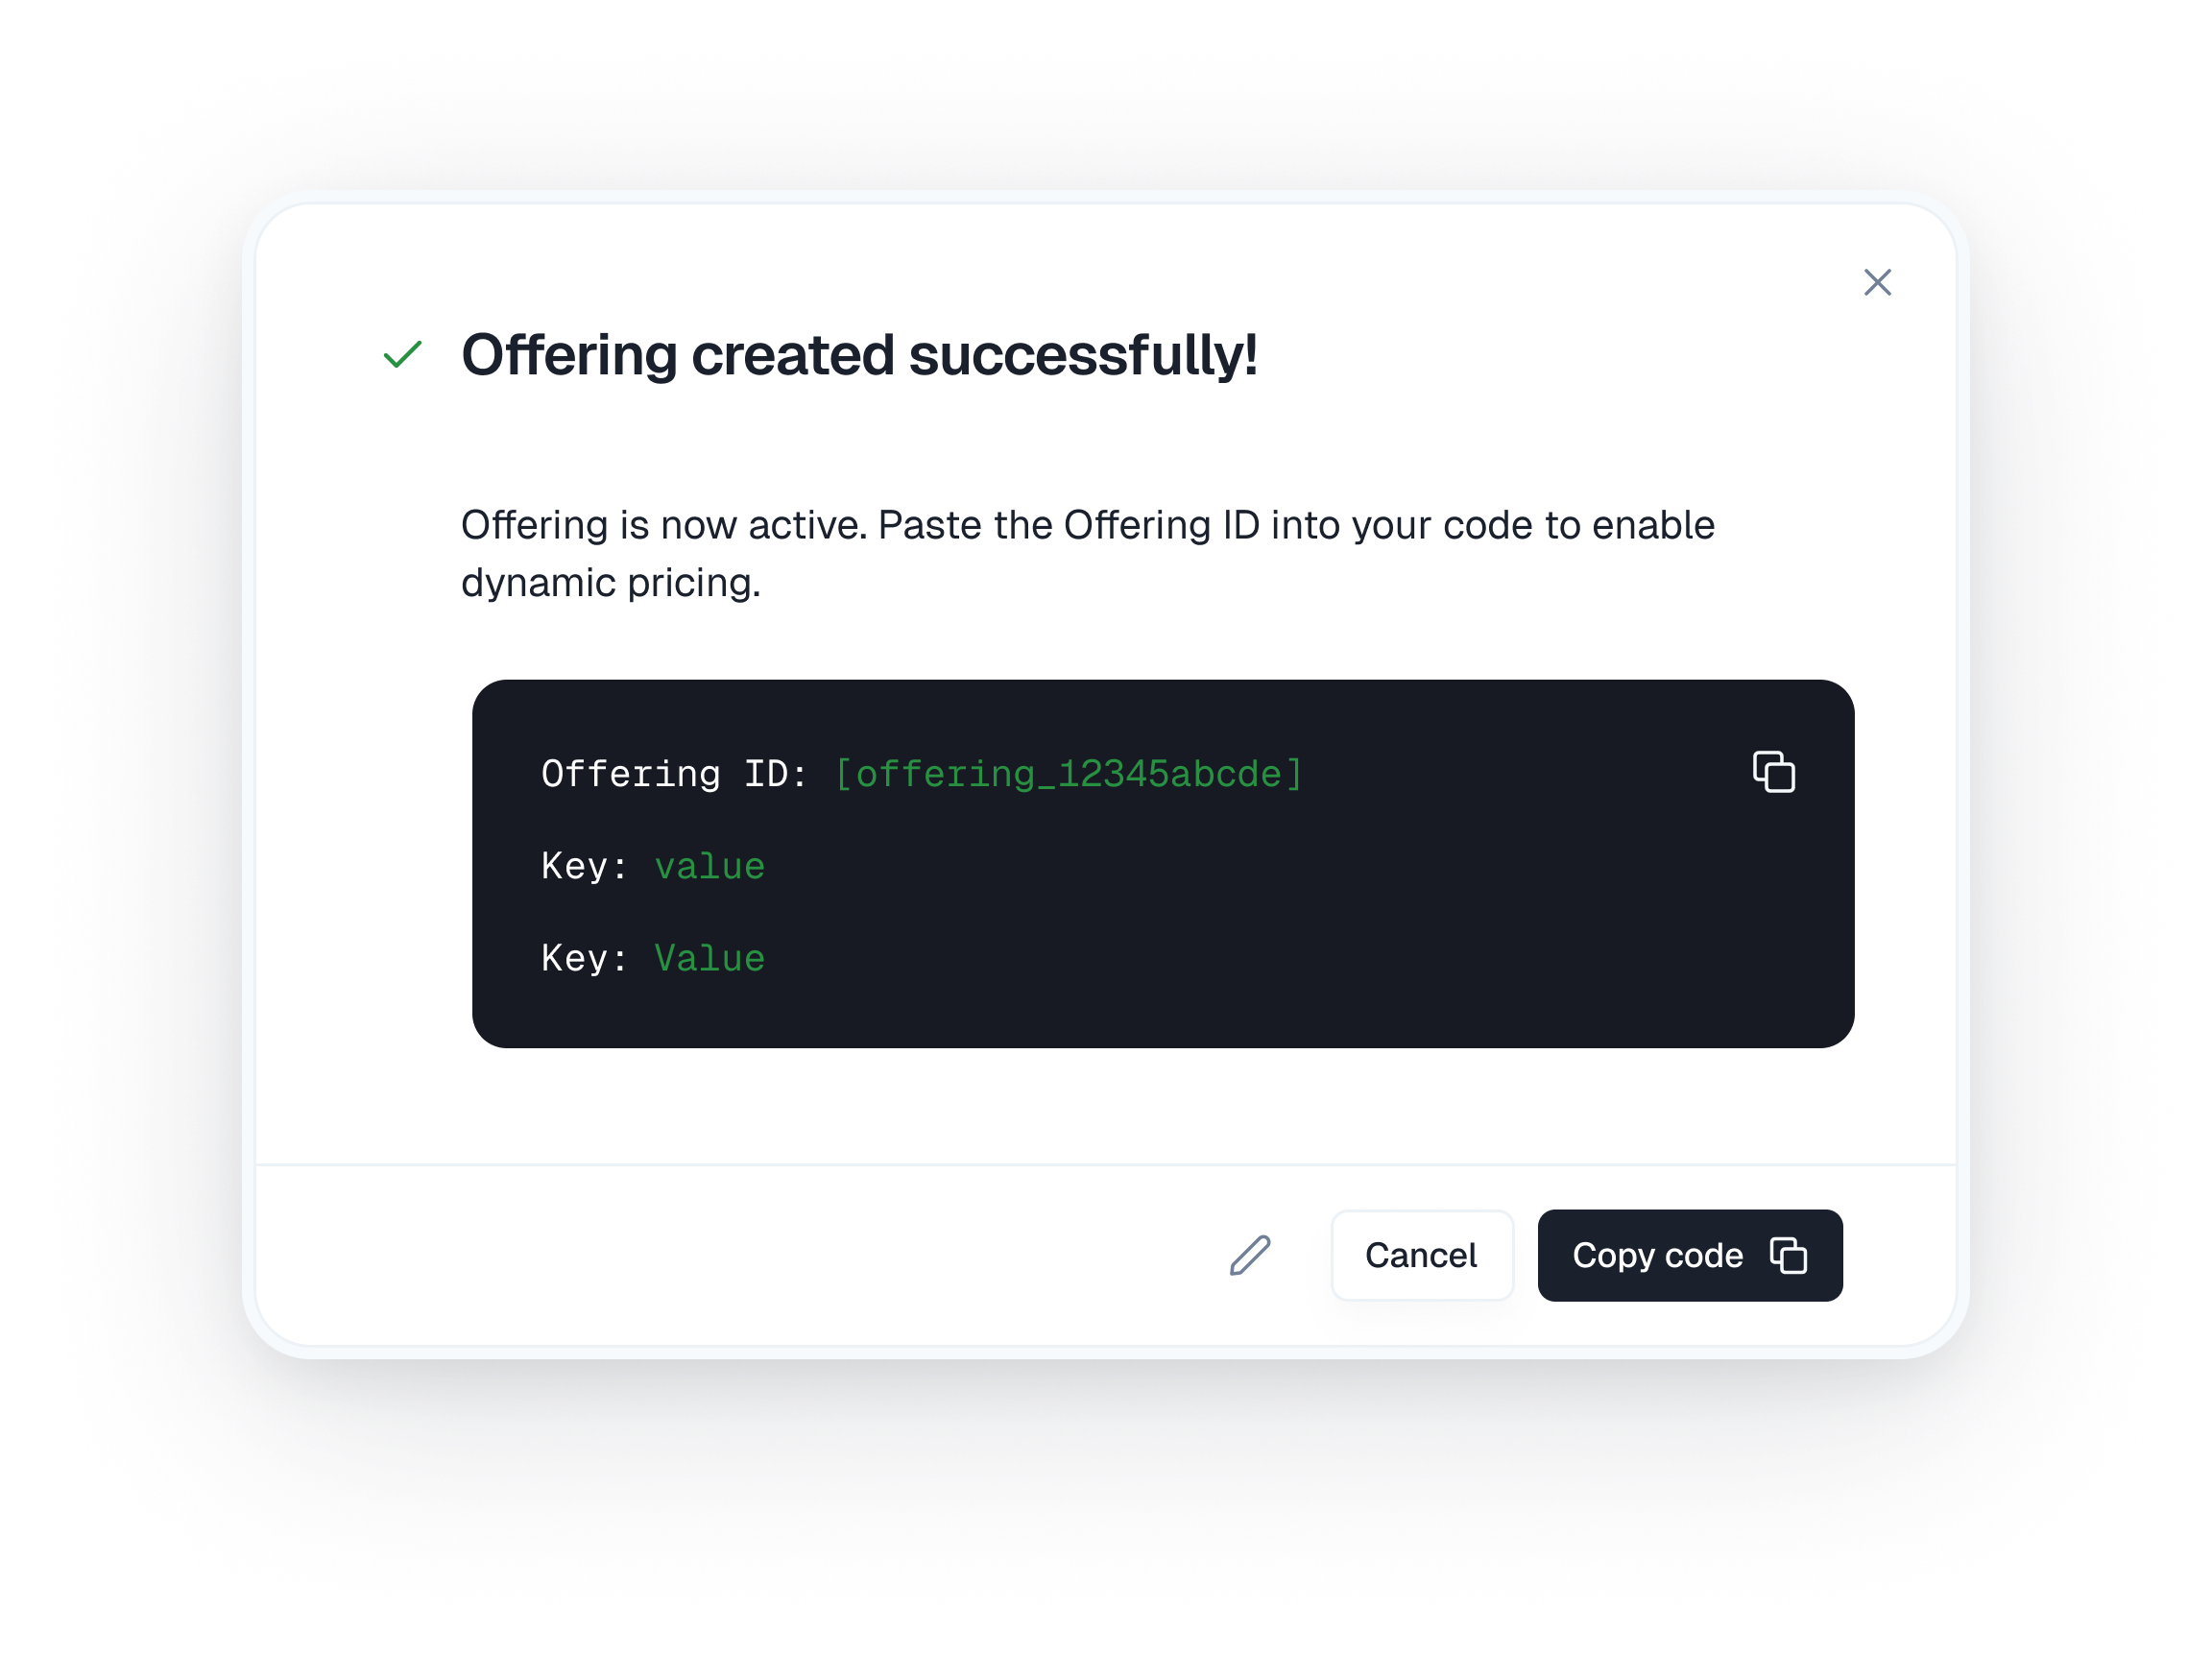 Offering created successfully!
Offering is now active. Paste the Offering ID into your code to enable
dynamic pricing.
Offering ID: [offering_12345abcde]
Key: value
Key: Value
Cancel
Copy code